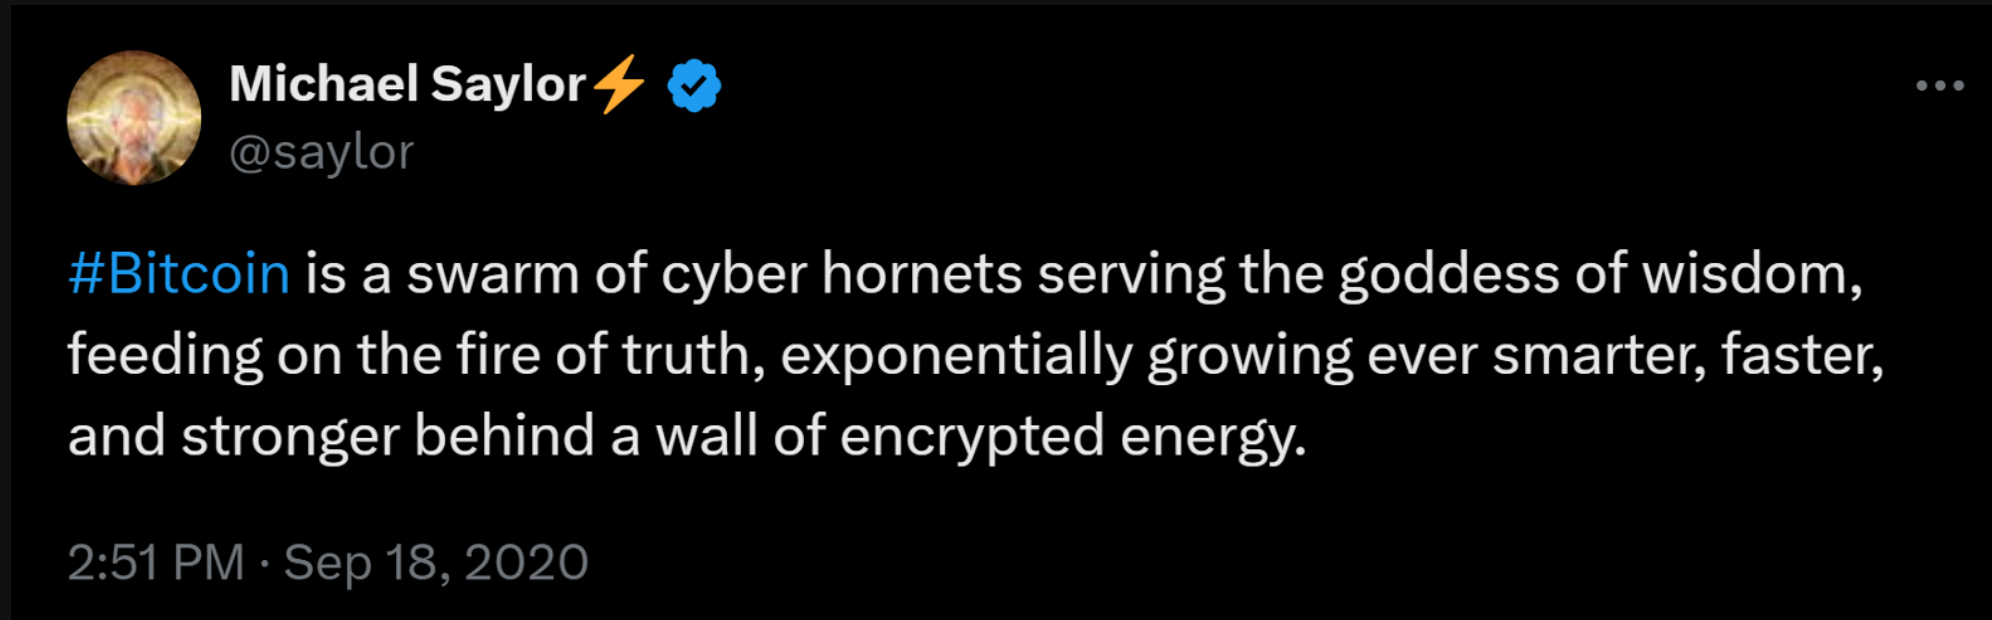 Michael Saylor⚡
@saylor
#Bitcoin is a swarm of cyber hornets serving the goddess of wisdom,
feeding on the fire of truth, exponentially growing ever smarter, faster,
and stronger behind a wall of encrypted energy.
2:51 PM · Sep 18, 2020